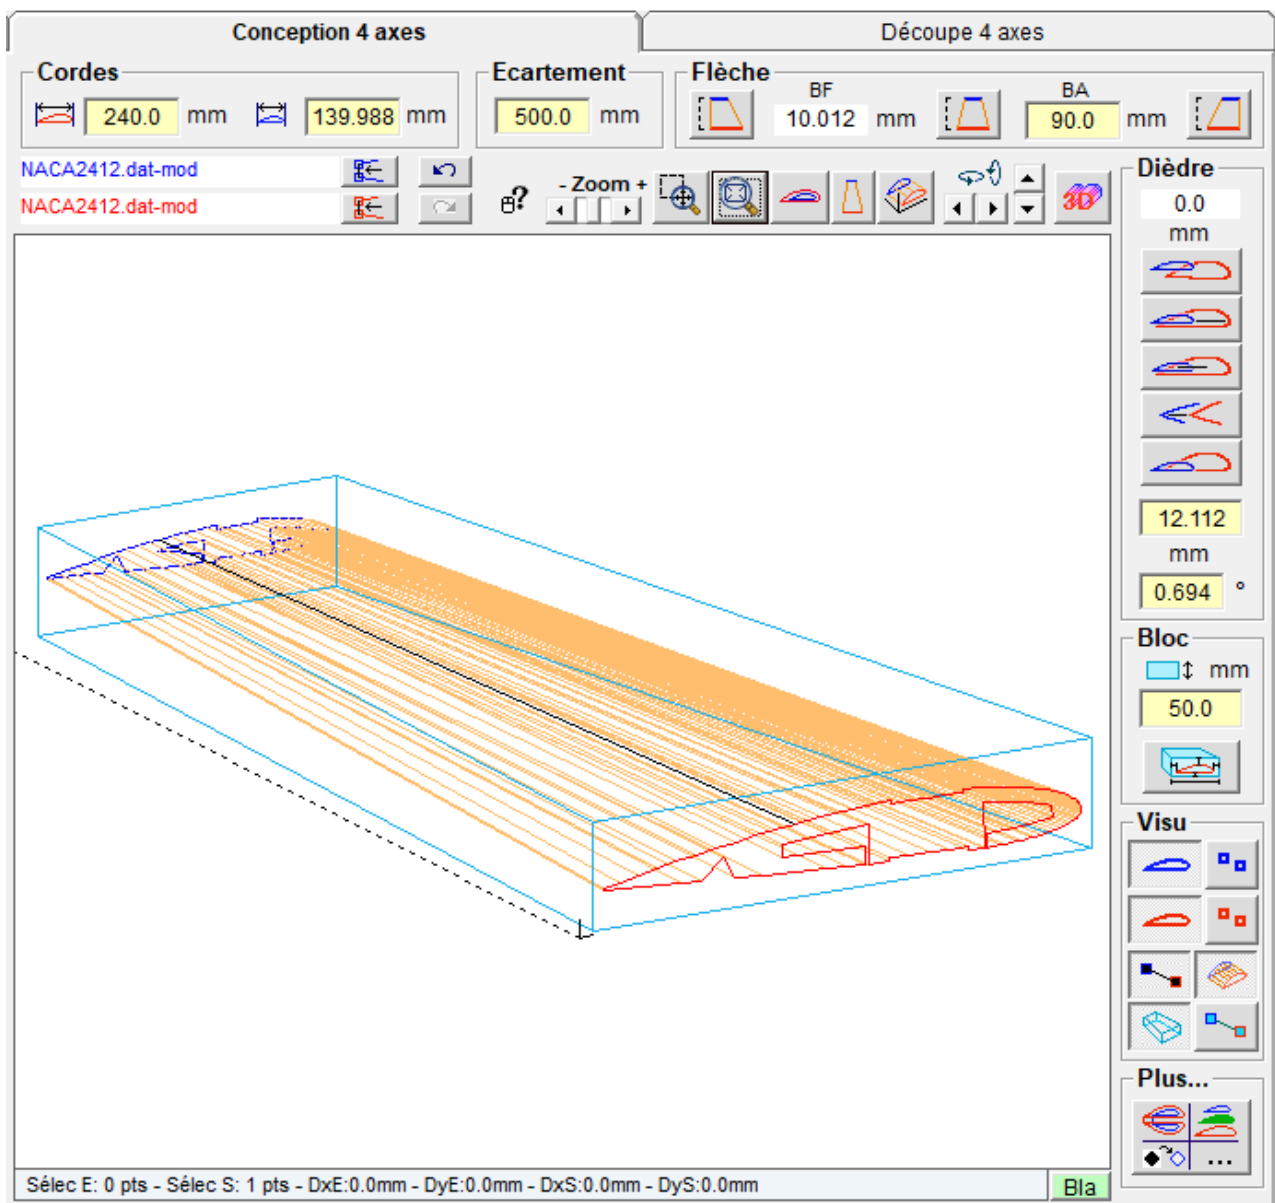 Conception 4 axes
Découpe 4 axes
Cordes
240.0 mm
139.988 mm
Ecartement
500.0 mm
Flèche
BF
10.012 mm
BA
90.0 mm
NACA2412.dat-mod
NACA2412.dat-mod
- Zoom +
3D
Dièdre
0.0
mm
12.112
mm
0.694 °
Bloc
mm
50.0
Visu
Plus...
...
Sélec E: 0 pts - Sélec S: 1 pts - DxE:0.0mm - DyE:0.0mm - DxS:0.0mm - DyS:0.0mm
Bla